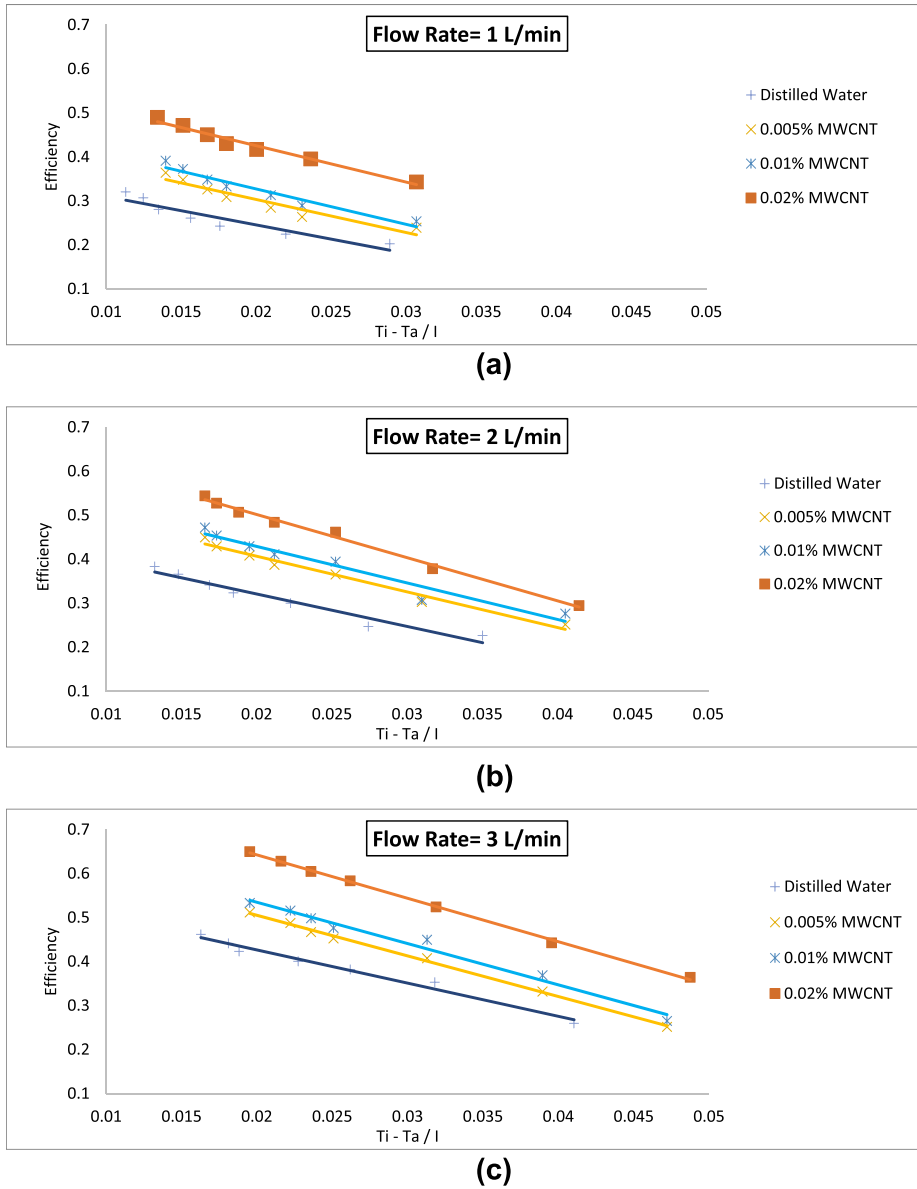 Flow Rate= 1 L/min
0.7
0.6
0.5
0.4
0.3
0.2
0.1
Efficiency
0.01 0.015 0.02 0.025 0.03 0.035 0.04 0.045 0.05
Ti - Ta / I
Distilled Water
0.005% MWCNT
0.01% MWCNT
0.02% MWCNT
(a)
Flow Rate= 2 L/min
0.7
0.6
0.5
0.4
0.3
0.2
0.1
Efficiency
0.01 0.015 0.02 0.025 0.03 0.035 0.04 0.045 0.05
Ti - Ta / I
Distilled Water
0.005% MWCNT
0.01% MWCNT
0.02% MWCNT
(b)
Flow Rate= 3 L/min
0.7
0.6
0.5
0.4
0.3
0.2
0.1
Efficiency
0.01 0.015 0.02 0.025 0.03 0.035 0.04 0.045 0.05
Ti - Ta / I
Distilled Water
0.005% MWCNT
0.01% MWCNT
0.02% MWCNT
(c)